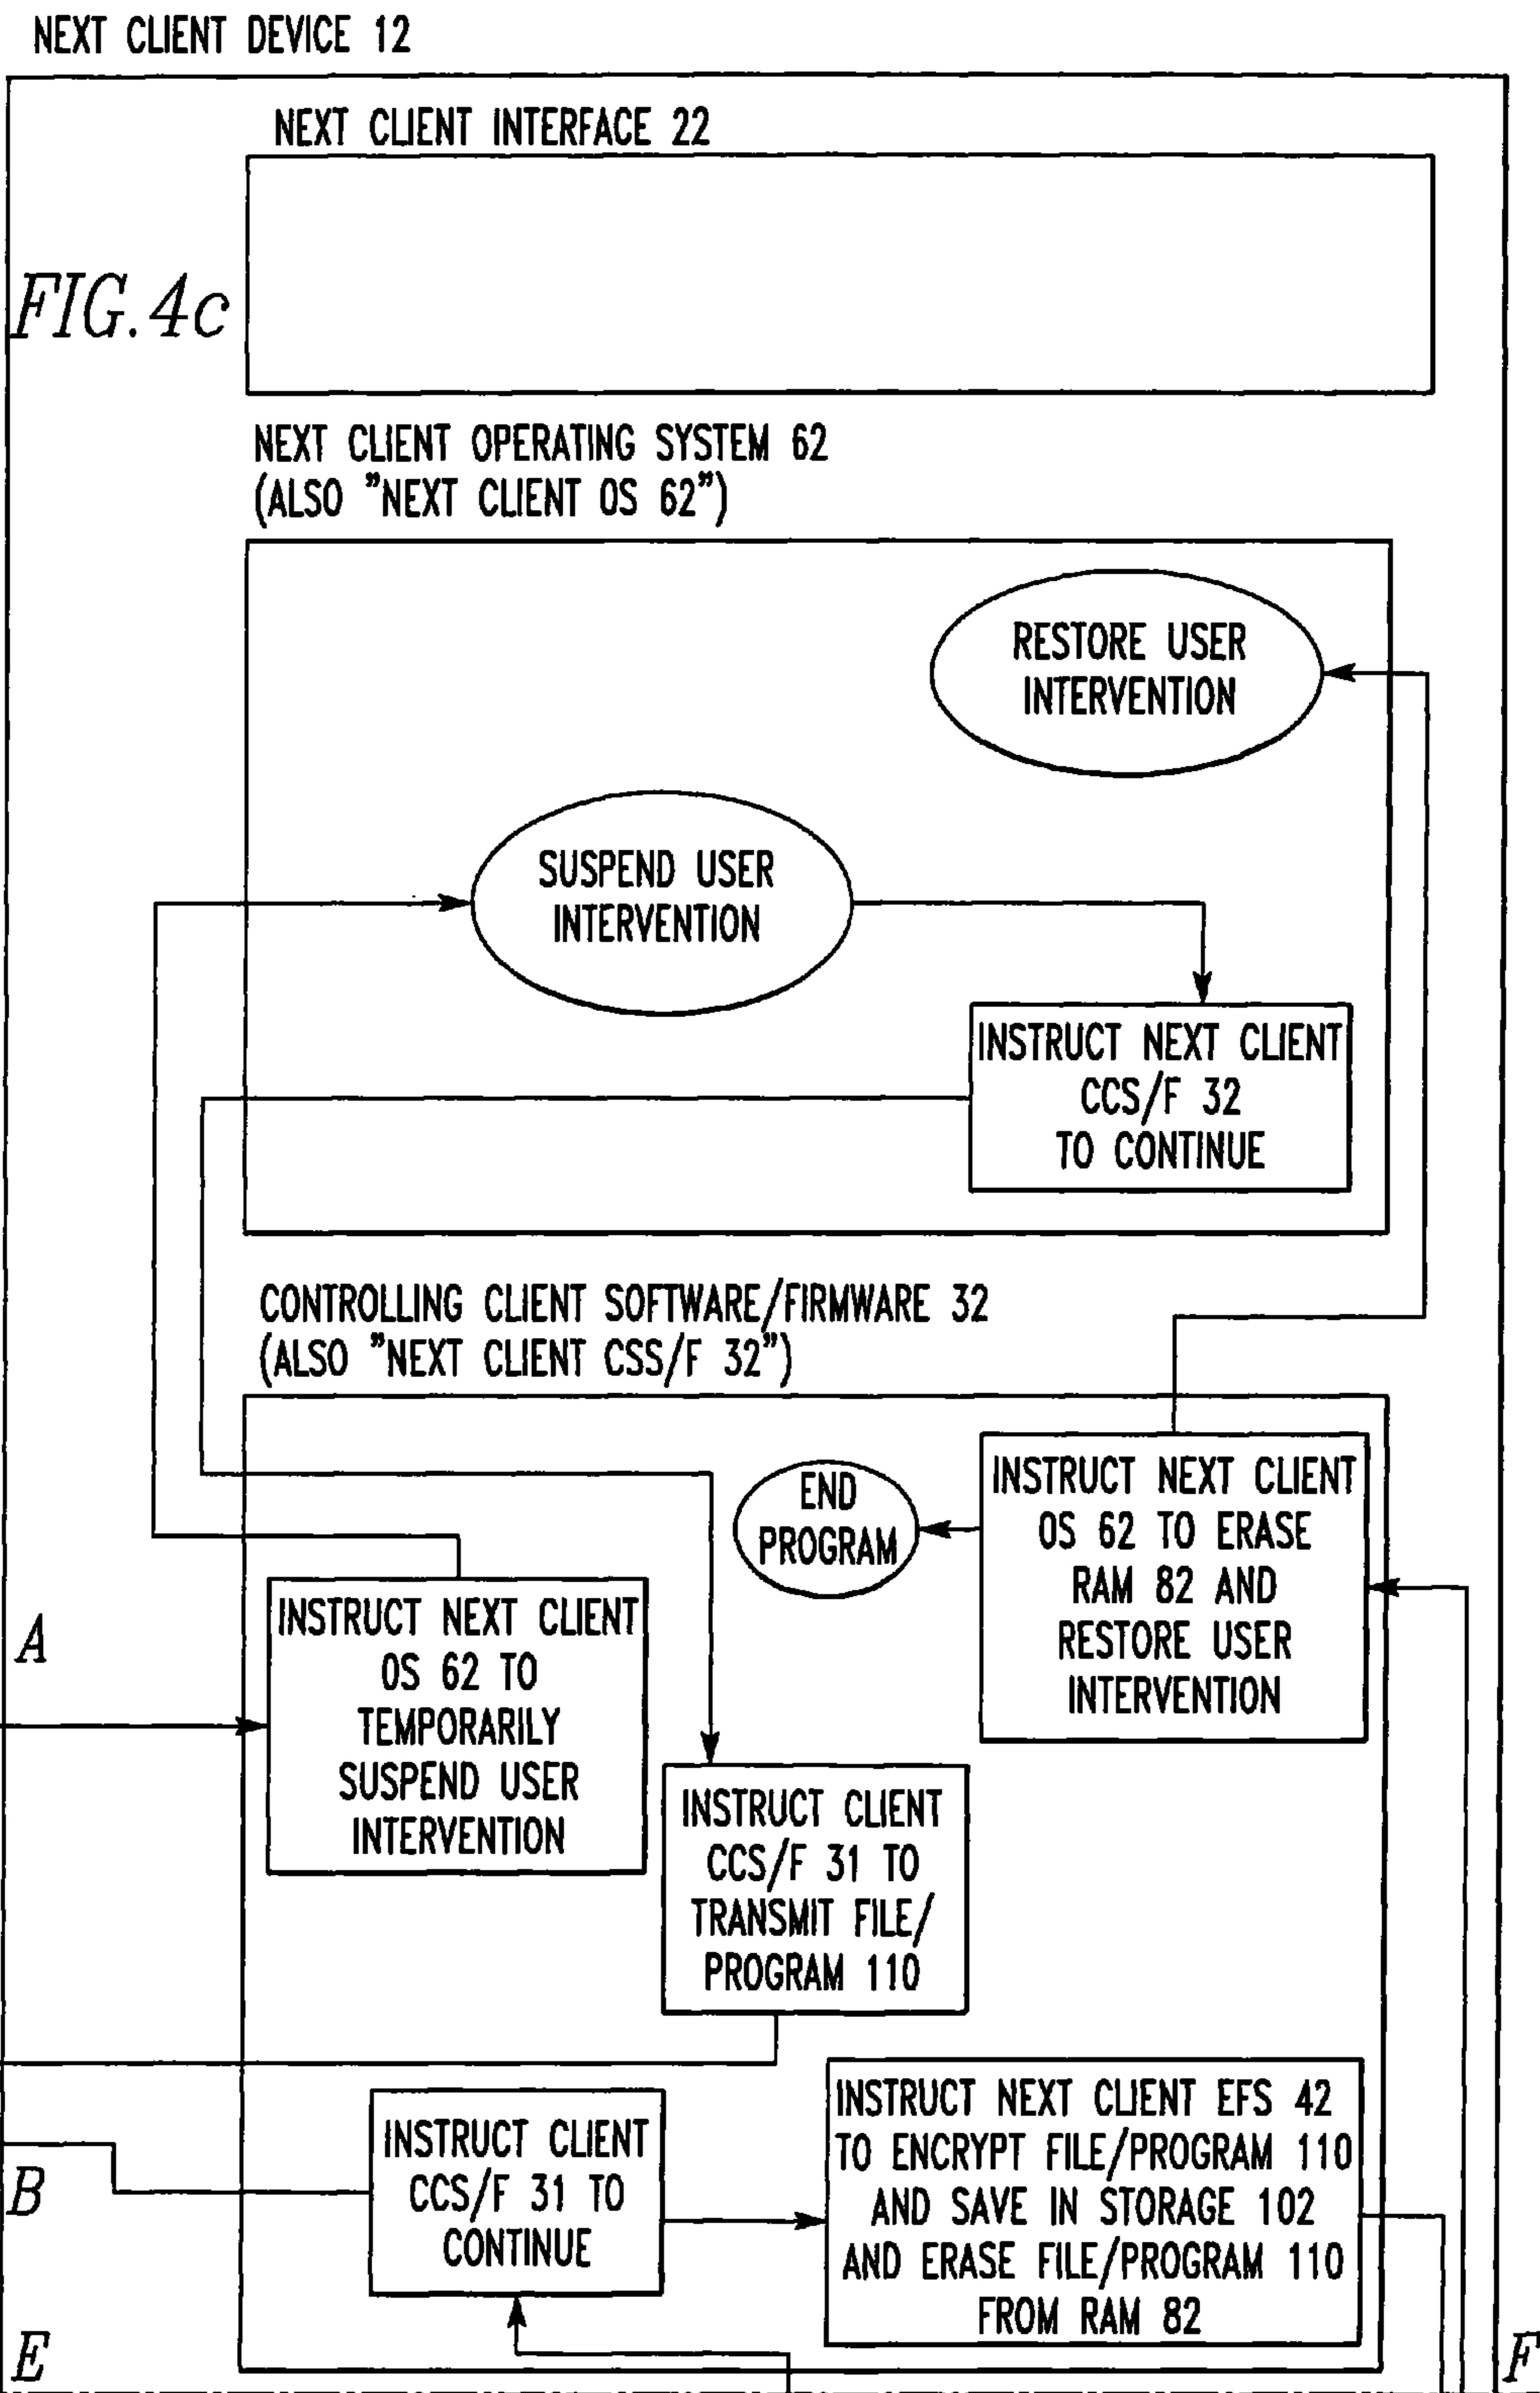 NEXT CLIENT DEVICE 12
NEXT CLIENT INTERFACE 22
FIG.4c
NEXT CLIENT OPERATING SYSTEM 62
(ALSO "NEXT CLIENT OS 62")
RESTORE USER
INTERVENTION
SUSPEND USER
INTERVENTION
INSTRUCT NEXT CLIENT
CCS/F 32
TO CONTINUE
CONTROLLING CLIENT SOFTWARE/FIRMWARE 32
(ALSO "NEXT CLIENT CSS/F 32")
END
PROGRAM
INSTRUCT NEXT CLIENT
OS 62 TO ERASE
RAM 82 AND
RESTORE USER
INTERVENTION
A
INSTRUCT NEXT CLIENT
OS 62 TO
TEMPORARILY
SUSPEND USER
INTERVENTION
INSTRUCT CLIENT
CCS/F 31 TO
TRANSMIT FILE/
PROGRAM 110
B
INSTRUCT CLIENT
CCS/F 31 TO
CONTINUE
INSTRUCT NEXT CLIENT EFS 42
TO ENCRYPT FILE/PROGRAM 110
AND SAVE IN STORAGE 102
AND ERASE FILE/PROGRAM 110
FROM RAM 82
E
F